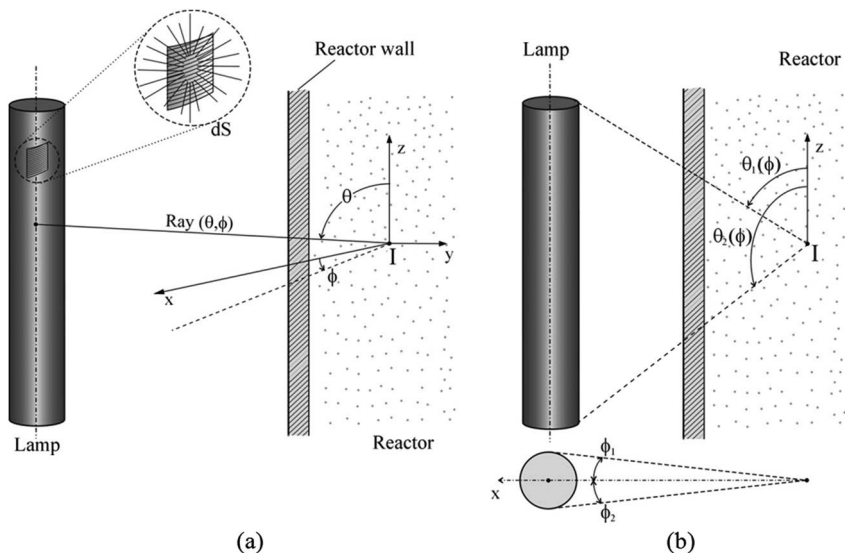 Reactor wall
dS
z
θ
Ray (θ,ϕ)
I
y
ϕ
x
Lamp
Reactor
(a)
Lamp
Reactor
z
θ₁(ϕ)
θ₂(ϕ)
I
ϕ₁
x
ϕ₂
(b)